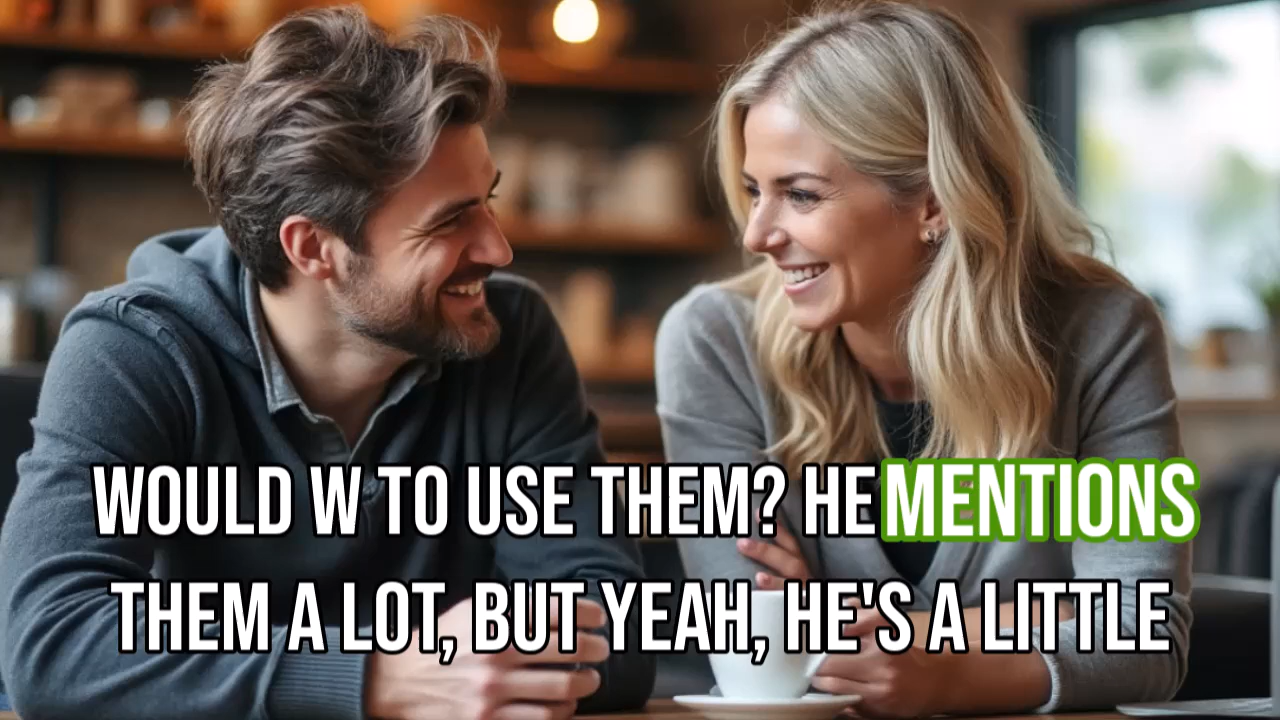 WOULD W TO USE THEM? HE MENTIONS
THEM A LOT, BUT YEAH, HE'S A LITTLE